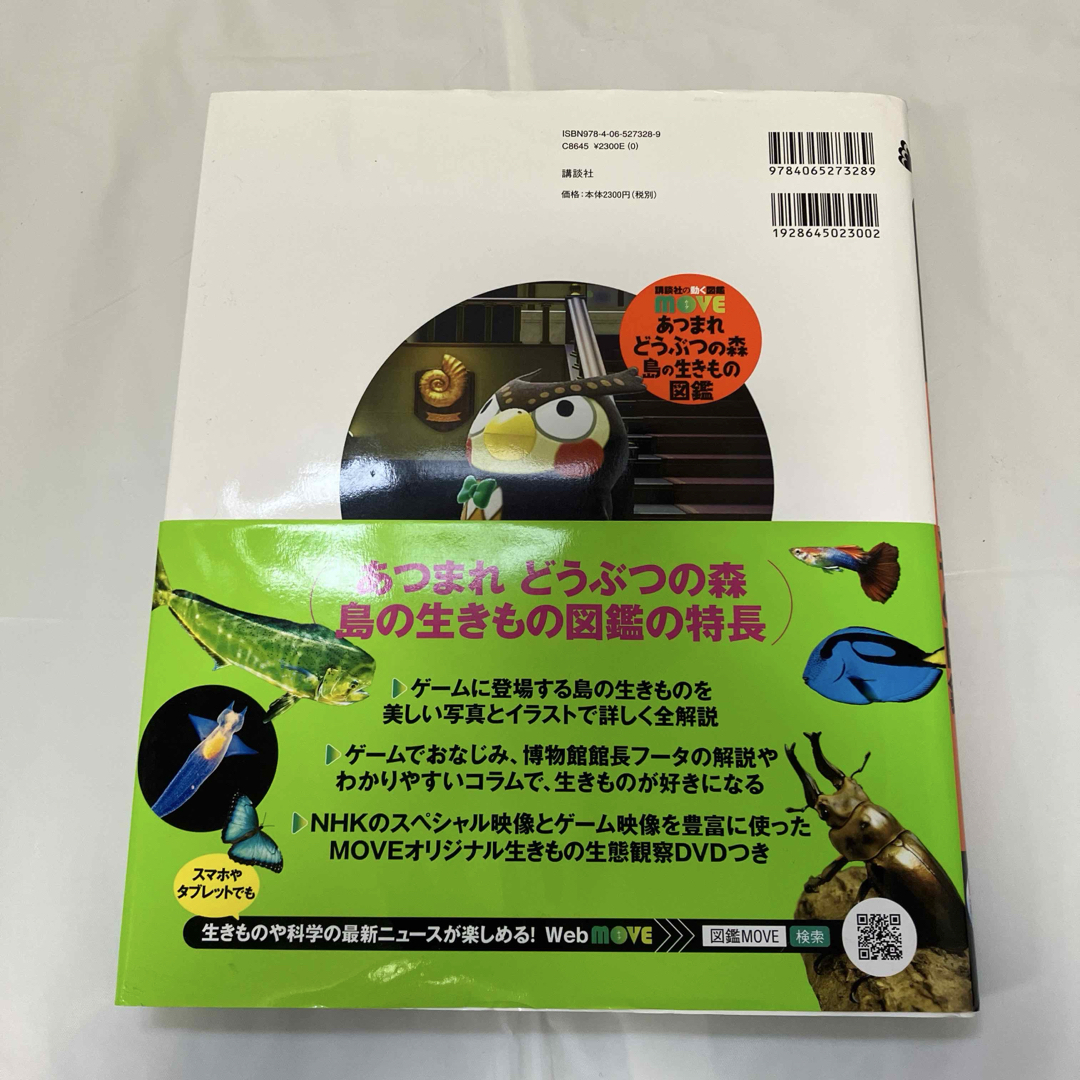 ISBN978-4-06-527328-9
C8645 ¥2300E (0)
講談社
価格：本体2300円（税別）
9784065273289
1928645023002
講談社の動く図鑑
MOVE
あつまれ
どうぶつの森
島の生きもの
図鑑
あつまれ どうぶつの森
島の生きもの図鑑の特長
ゲームに登場する島の生きものを
美しい写真とイラストで詳しく全解説
ゲームでおなじみ、博物館館長フータの解説や
わかりやすいコラムで、生きものが好きになる
NHKのスペシャル映像とゲーム映像を豊富に使った
MOVEオリジナル生きもの生態観察DVDつき
スマホや
タブレットでも
生きものや科学の最新ニュースが楽しめる! Web MOVE 図鑑MOVE 検索